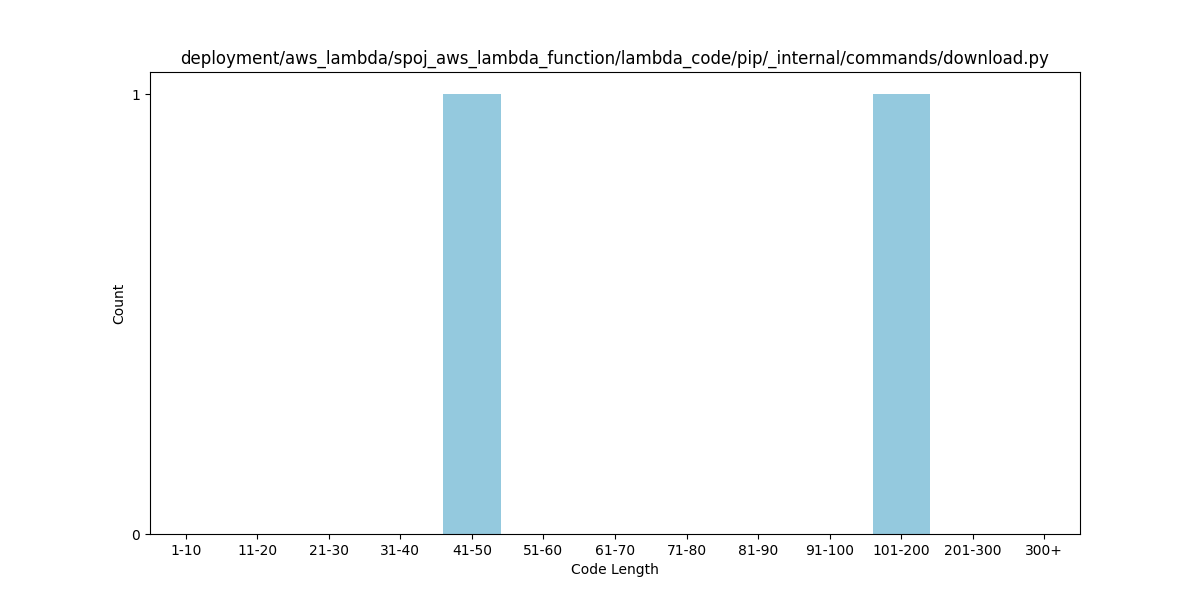 deployment/aws_lambda/spoj_aws_lambda_function/lambda_code/pip/_internal/commands/download.py
1
Count
0
1-10 11-20 21-30 31-40 41-50 51-60 61-70 71-80 81-90 91-100 101-200 201-300 300+
Code Length